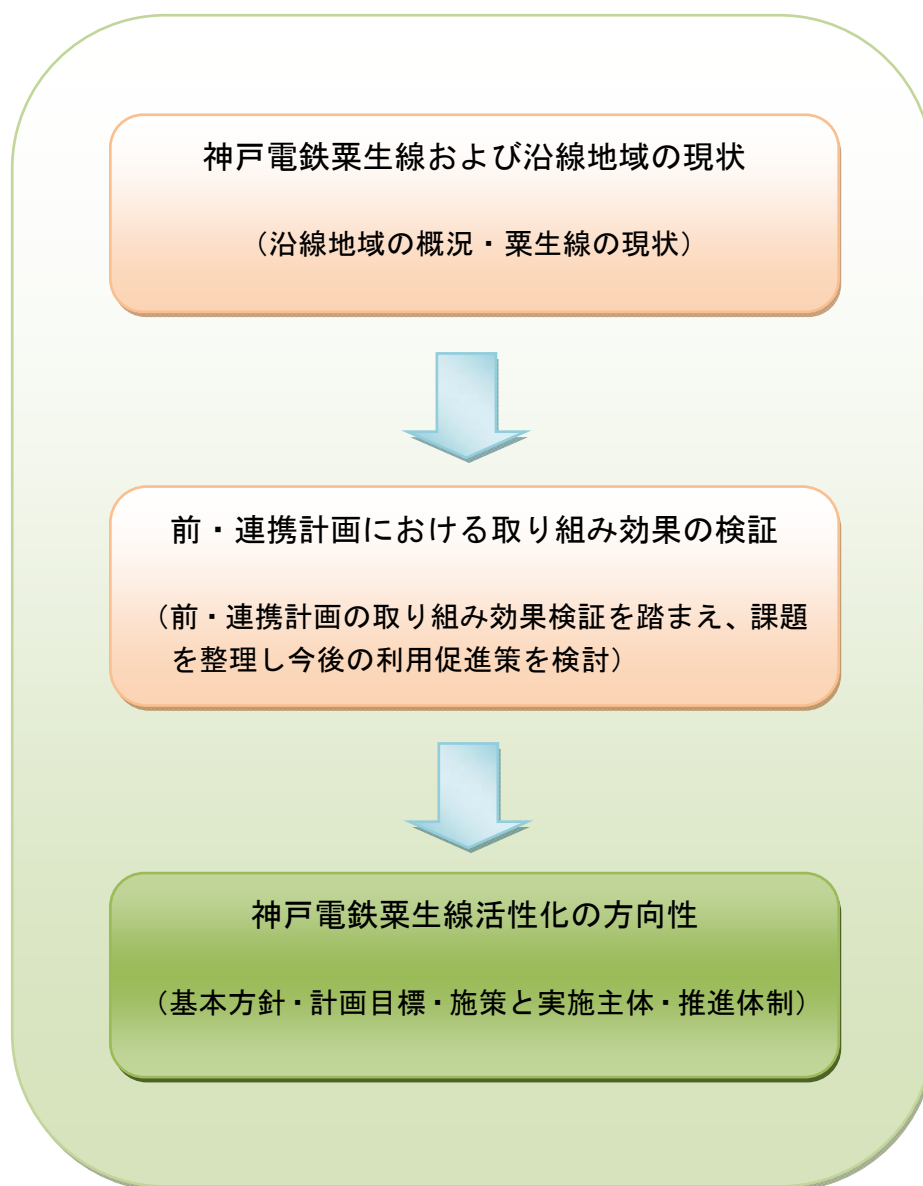 神戸電鉄粟生線および沿線地域の現状
（沿線地域の概況・粟生線の現状）
前・連携計画における取り組み効果の検証
（前・連携計画の取り組み効果検証を踏まえ、課題
を整理し今後の利用促進策を検討）
神戸電鉄粟生線活性化の方向性
（基本方針・計画目標・施策と実施主体・推進体制）